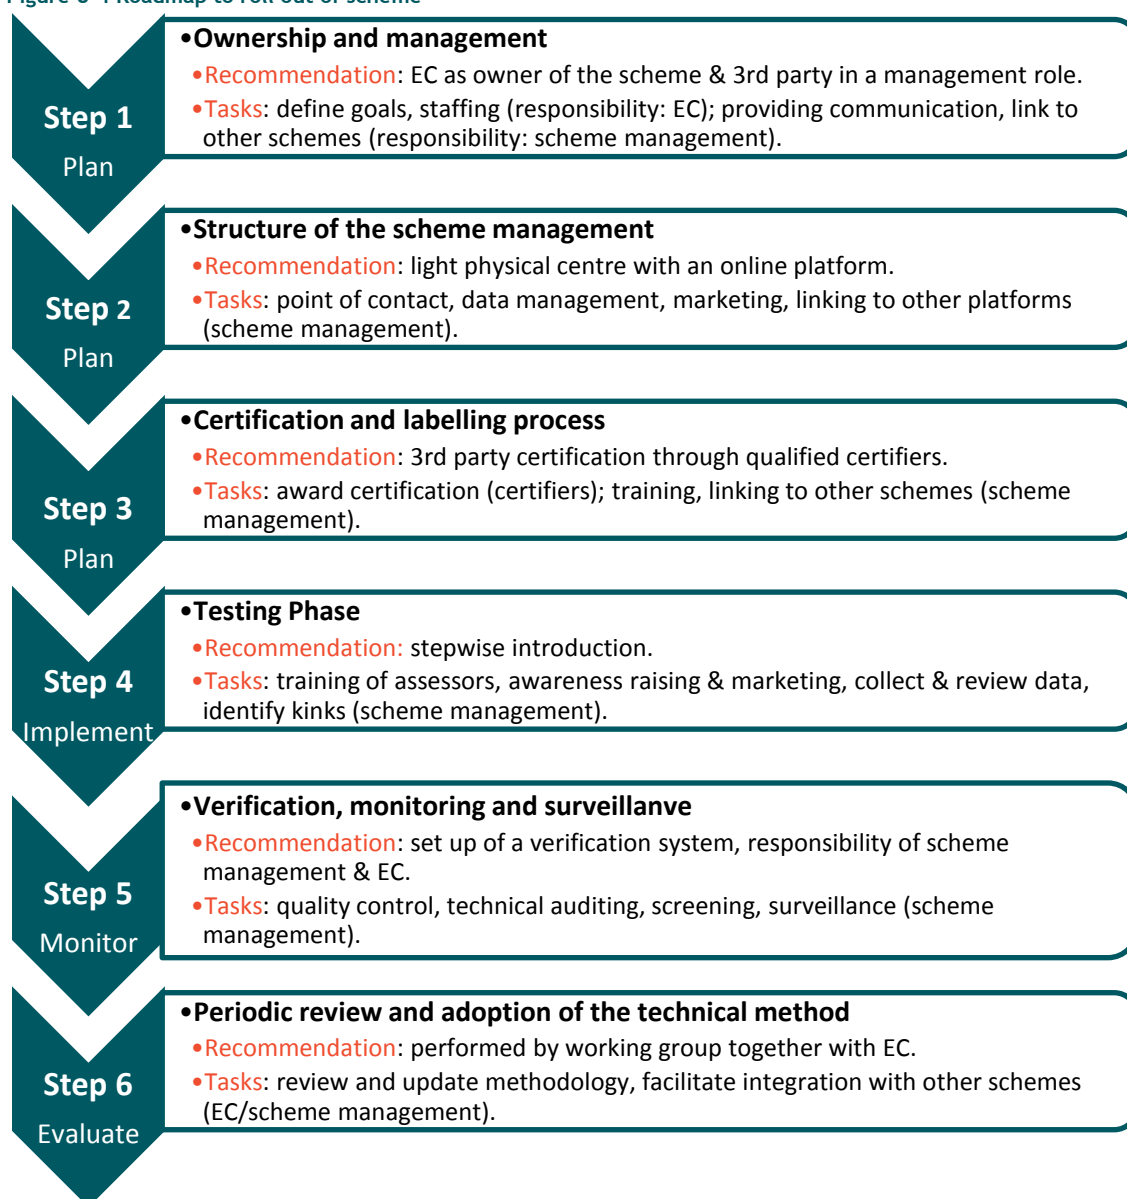 Step 1
Plan
•Ownership and management
•Recommendation: EC as owner of the scheme & 3rd party in a management role.
•Tasks: define goals, staffing (responsibility: EC); providing communication, link to
other schemes (responsibility: scheme management).
Step 2
Plan
•Structure of the scheme management
•Recommendation: light physical centre with an online platform.
•Tasks: point of contact, data management, marketing, linking to other platforms
(scheme management).
Step 3
Plan
•Certification and labelling process
•Recommendation: 3rd party certification through qualified certifiers.
•Tasks: award certification (certifiers); training, linking to other schemes (scheme
management).
Step 4
Implement
•Testing Phase
•Recommendation: stepwise introduction.
•Tasks: training of assessors, awareness raising & marketing, collect & review data,
identify kinks (scheme management).
Step 5
Monitor
•Verification, monitoring and surveillanve
•Recommendation: set up of a verification system, responsibility of scheme
management & EC.
•Tasks: quality control, technical auditing, screening, surveillance (scheme
management).
Step 6
Evaluate
•Periodic review and adoption of the technical method
•Recommendation: performed by working group together with EC.
•Tasks: review and update methodology, facilitate integration with other schemes
(EC/scheme management).